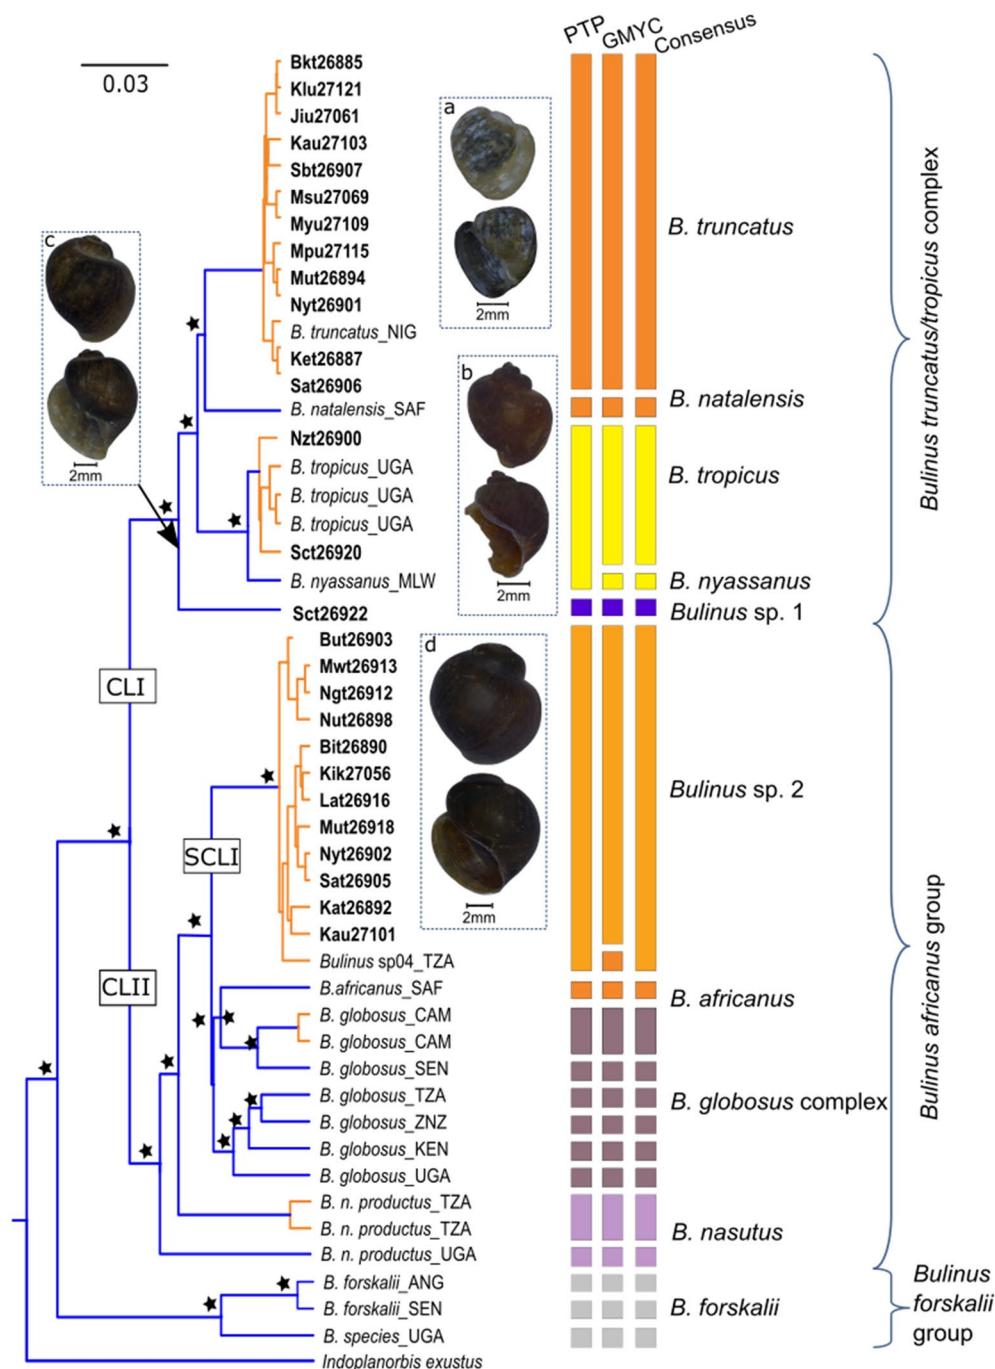 PTP
GMYC
Consensus
0.03
Bkt26885
Klu27121
Jiu27061
Kau27103
Sbt26907
Msu27069
Myu27109
Mpu27115
Mut26894
Nyt26901
B. truncatus_NIG
Ket26887
Sat26906
B. natalensis_SAF
Nzt26900
B. tropicus_UGA
B. tropicus_UGA
B. tropicus_UGA
Sct26920
B. nyassanus_MLW
Sct26922
But26903
Mwt26913
Ngt26912
Nut26898
Bit26890
Kik27056
Lat26916
Mut26918
Nyt26902
Sat26905
Kat26892
Kau27101
Bulinus sp04_TZA
B.africanus_SAF
B. globosus_CAM
B. globosus_CAM
B. globosus_SEN
B. globosus_TZA
B. globosus_ZNZ
B. globosus_KEN
B. globosus_UGA
B. n. productus_TZA
B. n. productus_TZA
B. n. productus_UGA
B. forskalii_ANG
B. forskalii_SEN
B. species_UGA
Indoplanorbis exustus
CLI
SCLI
CLII
a
2mm
b
2mm
c
2mm
d
2mm
B. truncatus
B. natalensis
B. tropicus
B. nyassanus
Bulinus sp. 1
Bulinus sp. 2
B. africanus
B. globosus complex
B. nasutus
B. forskalii
Bulinus truncatus/tropicus complex
Bulinus africanus group
Bulinus
forskalii
group